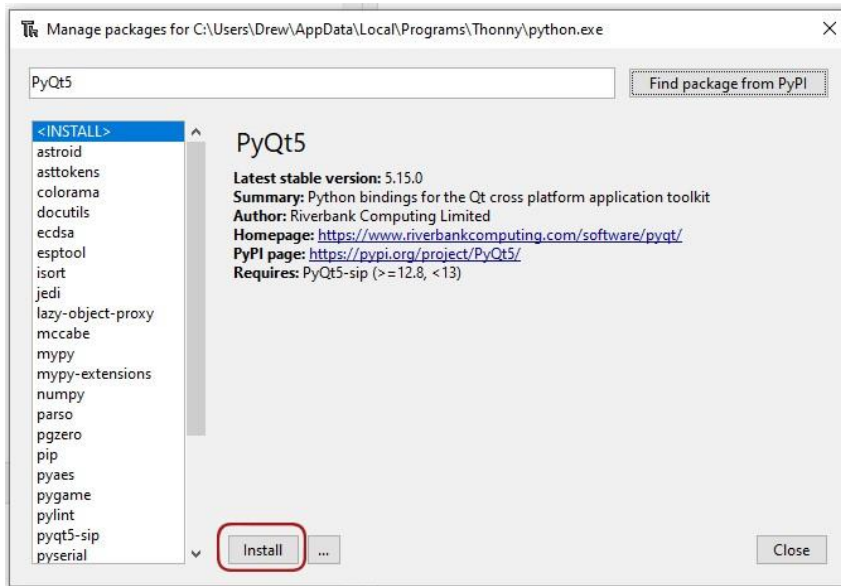 Manage packages for C:\Users\Drew\AppData\Local\Programs\Thonny\python.exe
PyQt5
Find package from PyPI
<INSTALL>
astroid
asttokens
colorama
docutils
ecdsa
esptool
isort
jedi
lazy-object-proxy
mccabe
mypy
mypy-extensions
numpy
parso
pgzero
pip
pyaes
pygame
pylint
pyqt5-sip
pyserial
PyQt5
Latest stable version: 5.15.0
Summary: Python bindings for the Qt cross platform application toolkit
Author: Riverbank Computing Limited
Homepage: https://www.riverbankcomputing.com/software/pyqt/
PyPI page: https://pypi.org/project/PyQt5/
Requires: PyQt5-sip (>=12.8, <13)
Install
...
Close